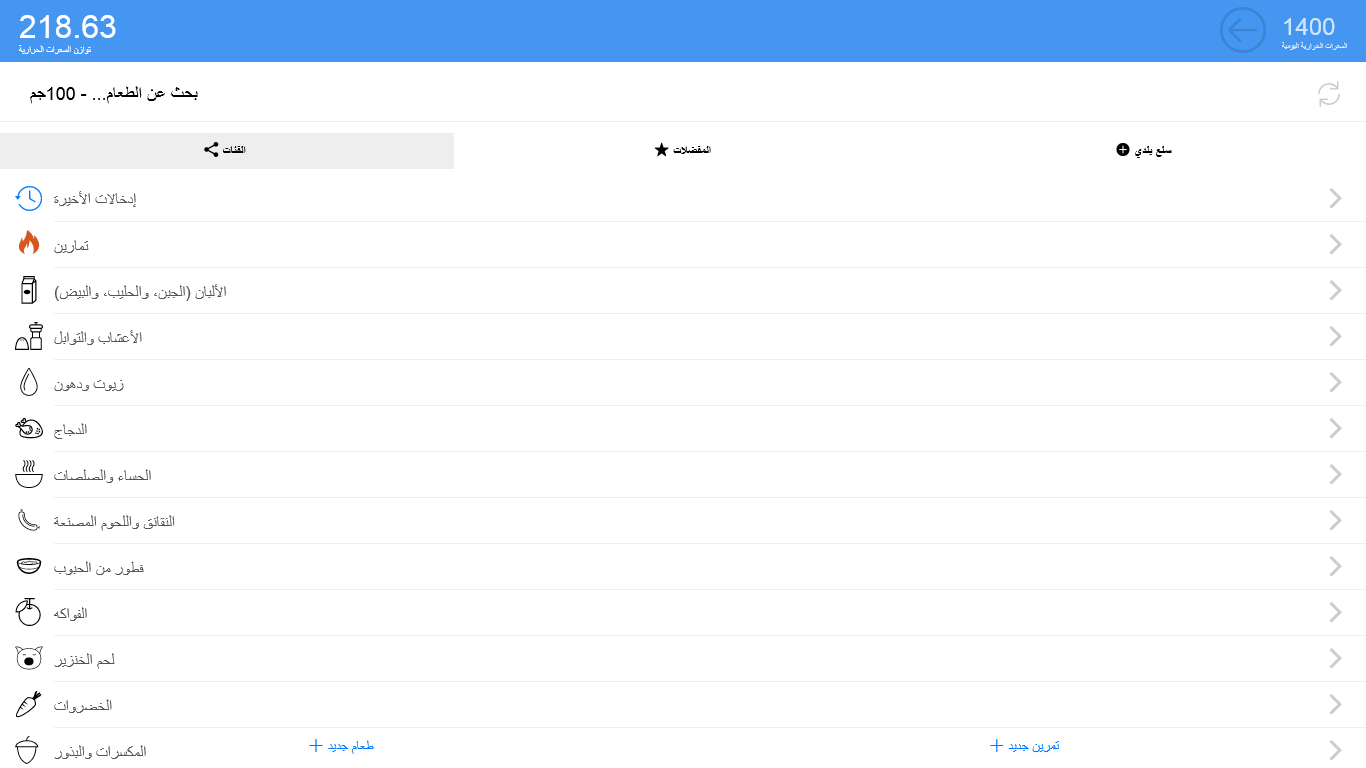 218.63
توازن السعرات الحرارية
1400
السعرات الحرارية اليومية
بحث عن الطعام... - 100جم
الفئات
المفضلات
سلع بلدي
إدخالات الأخيرة
تمارين
الألبان (الجبن، والحليب، والبيض)
الأعشاب والتوابل
زيوت ودهون
الدجاج
الحساء والصلصات
النقانق واللحوم المصنعة
فطور من الحبوب
الفواكه
لحم الخنزير
الخضروات
المكسرات والبذور
طعام جديد
تمرين جديد